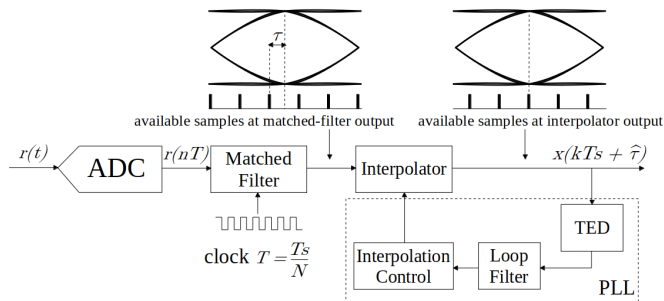 τ
available samples at matched-filter output
available samples at interpolator output
r(t)
ADC
r(nT)
Matched
Filter
Interpolator
x(kTs + τ̂)
clock T = Ts/N
Interpolation
Control
Loop
Filter
TED
PLL